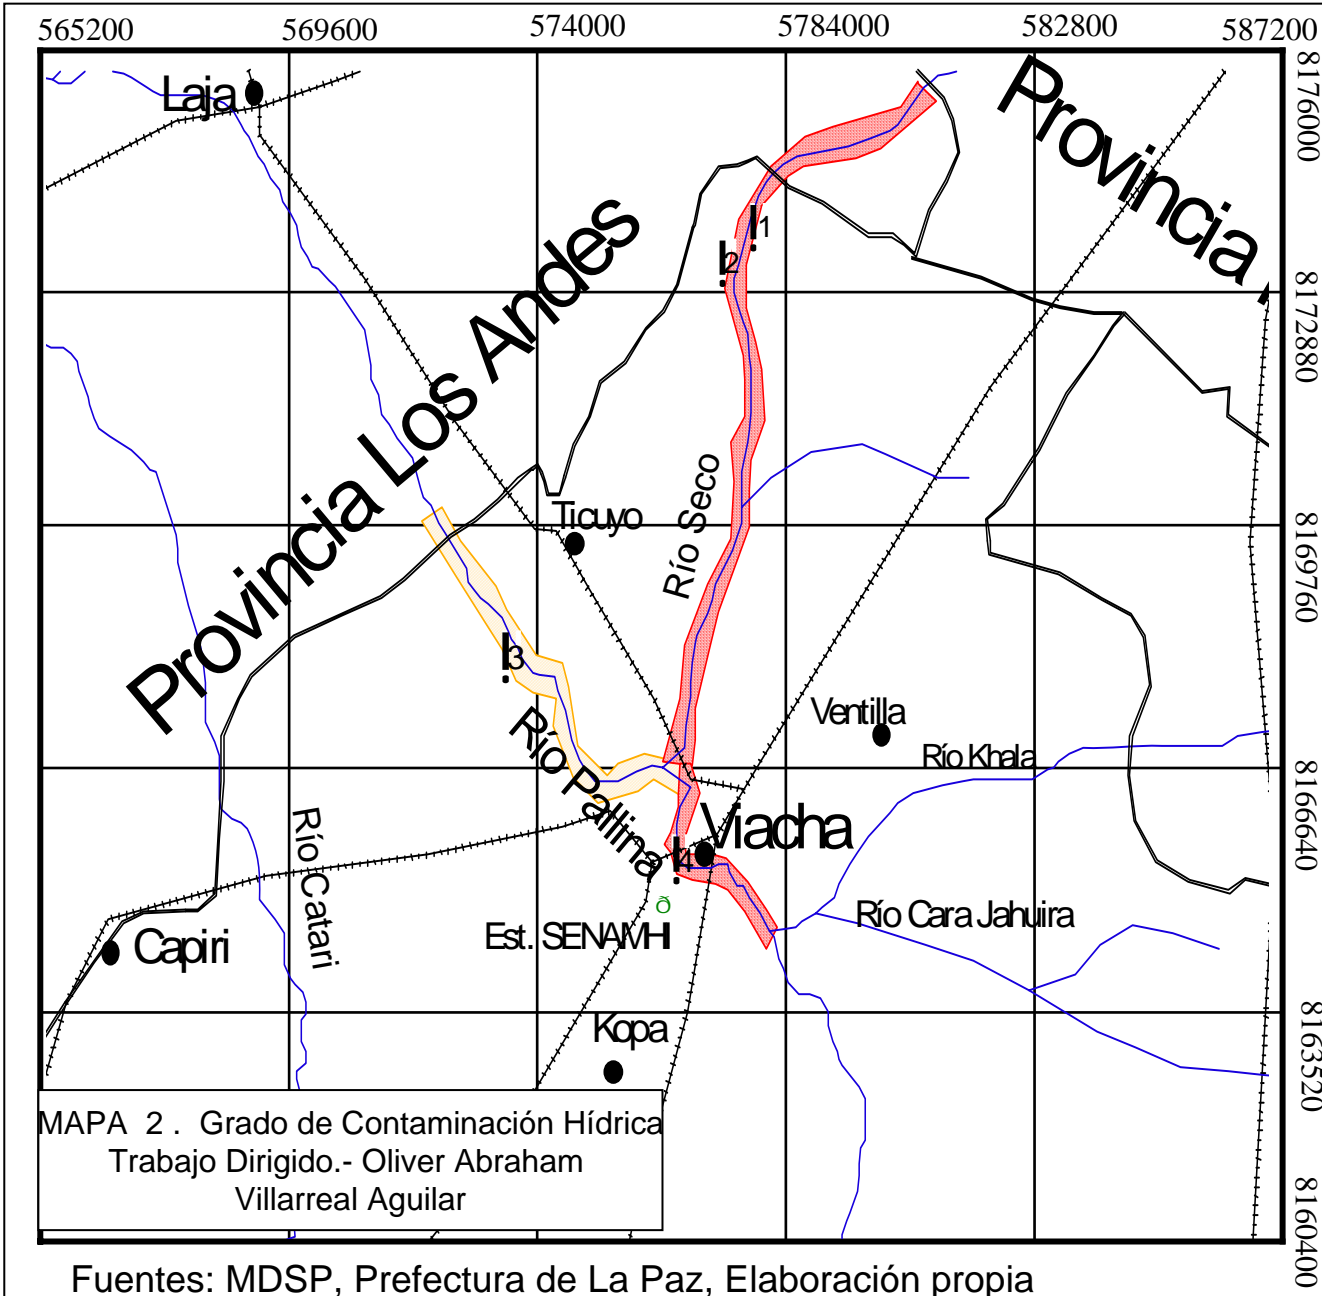 565200 569600 574000 5784000 582800 587200
8176000
8172880
8169760
8166640
8163520
8160400
Laja
Provincia Los Andes
Provincia
1
2
Río Seco
Ticuyo
3
Río Pallina
Ventilla
Río Khala
Viacha
4
Río Catari
Río Cara Jahuira
Est. SENAMHI
Capiri
Kopa
MAPA 2 . Grado de Contaminación Hídrica
Trabajo Dirigido.- Oliver Abraham
Villarreal Aguilar
Fuentes: MDSP, Prefectura de La Paz, Elaboración propia